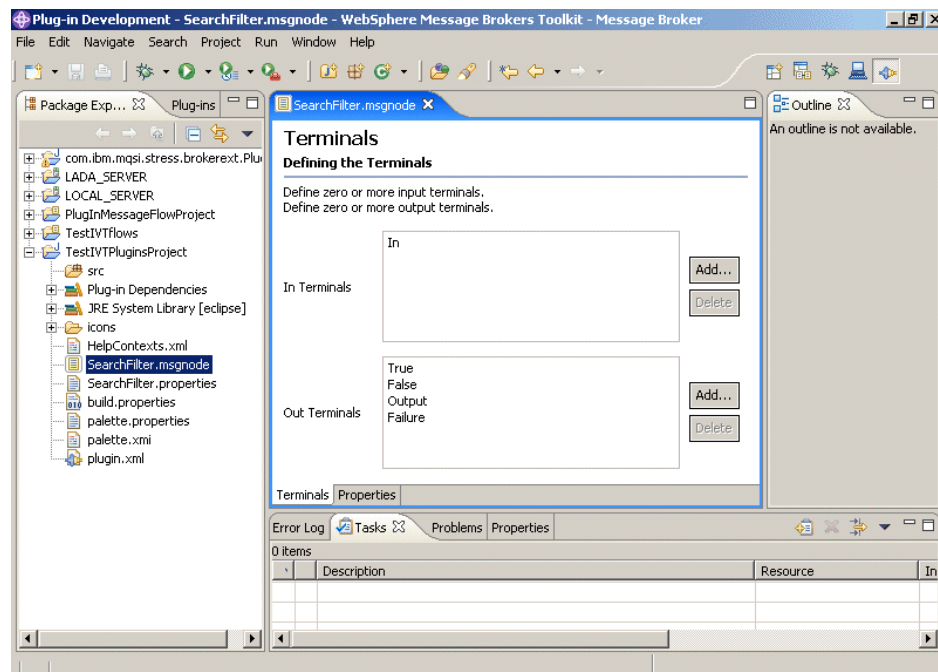 Plug-in Development - SearchFilter.msgnode - WebSphere Message Brokers Toolkit - Message Broker
File Edit Navigate Search Project Run Window Help
Package Exp... Plug-ins
com.ibm.mqsi.stress.brokerext.Plu
LADA_SERVER
LOCAL_SERVER
PlugInMessageFlowProject
TestIVTflows
TestIVTPluginsProject
src
Plug-in Dependencies
JRE System Library [eclipse]
icons
HelpContexts.xml
SearchFilter.msgnode
SearchFilter.properties
build.properties
palette.properties
palette.xmi
plugin.xml
SearchFilter.msgnode
Terminals
Defining the Terminals
Define zero or more input terminals.
Define zero or more output terminals.
In Terminals
In
Add...
Delete
Out Terminals
True
False
Output
Failure
Add...
Delete
Terminals Properties
Outline
An outline is not available.
Error Log Tasks Problems Properties
0 items
Description Resource In